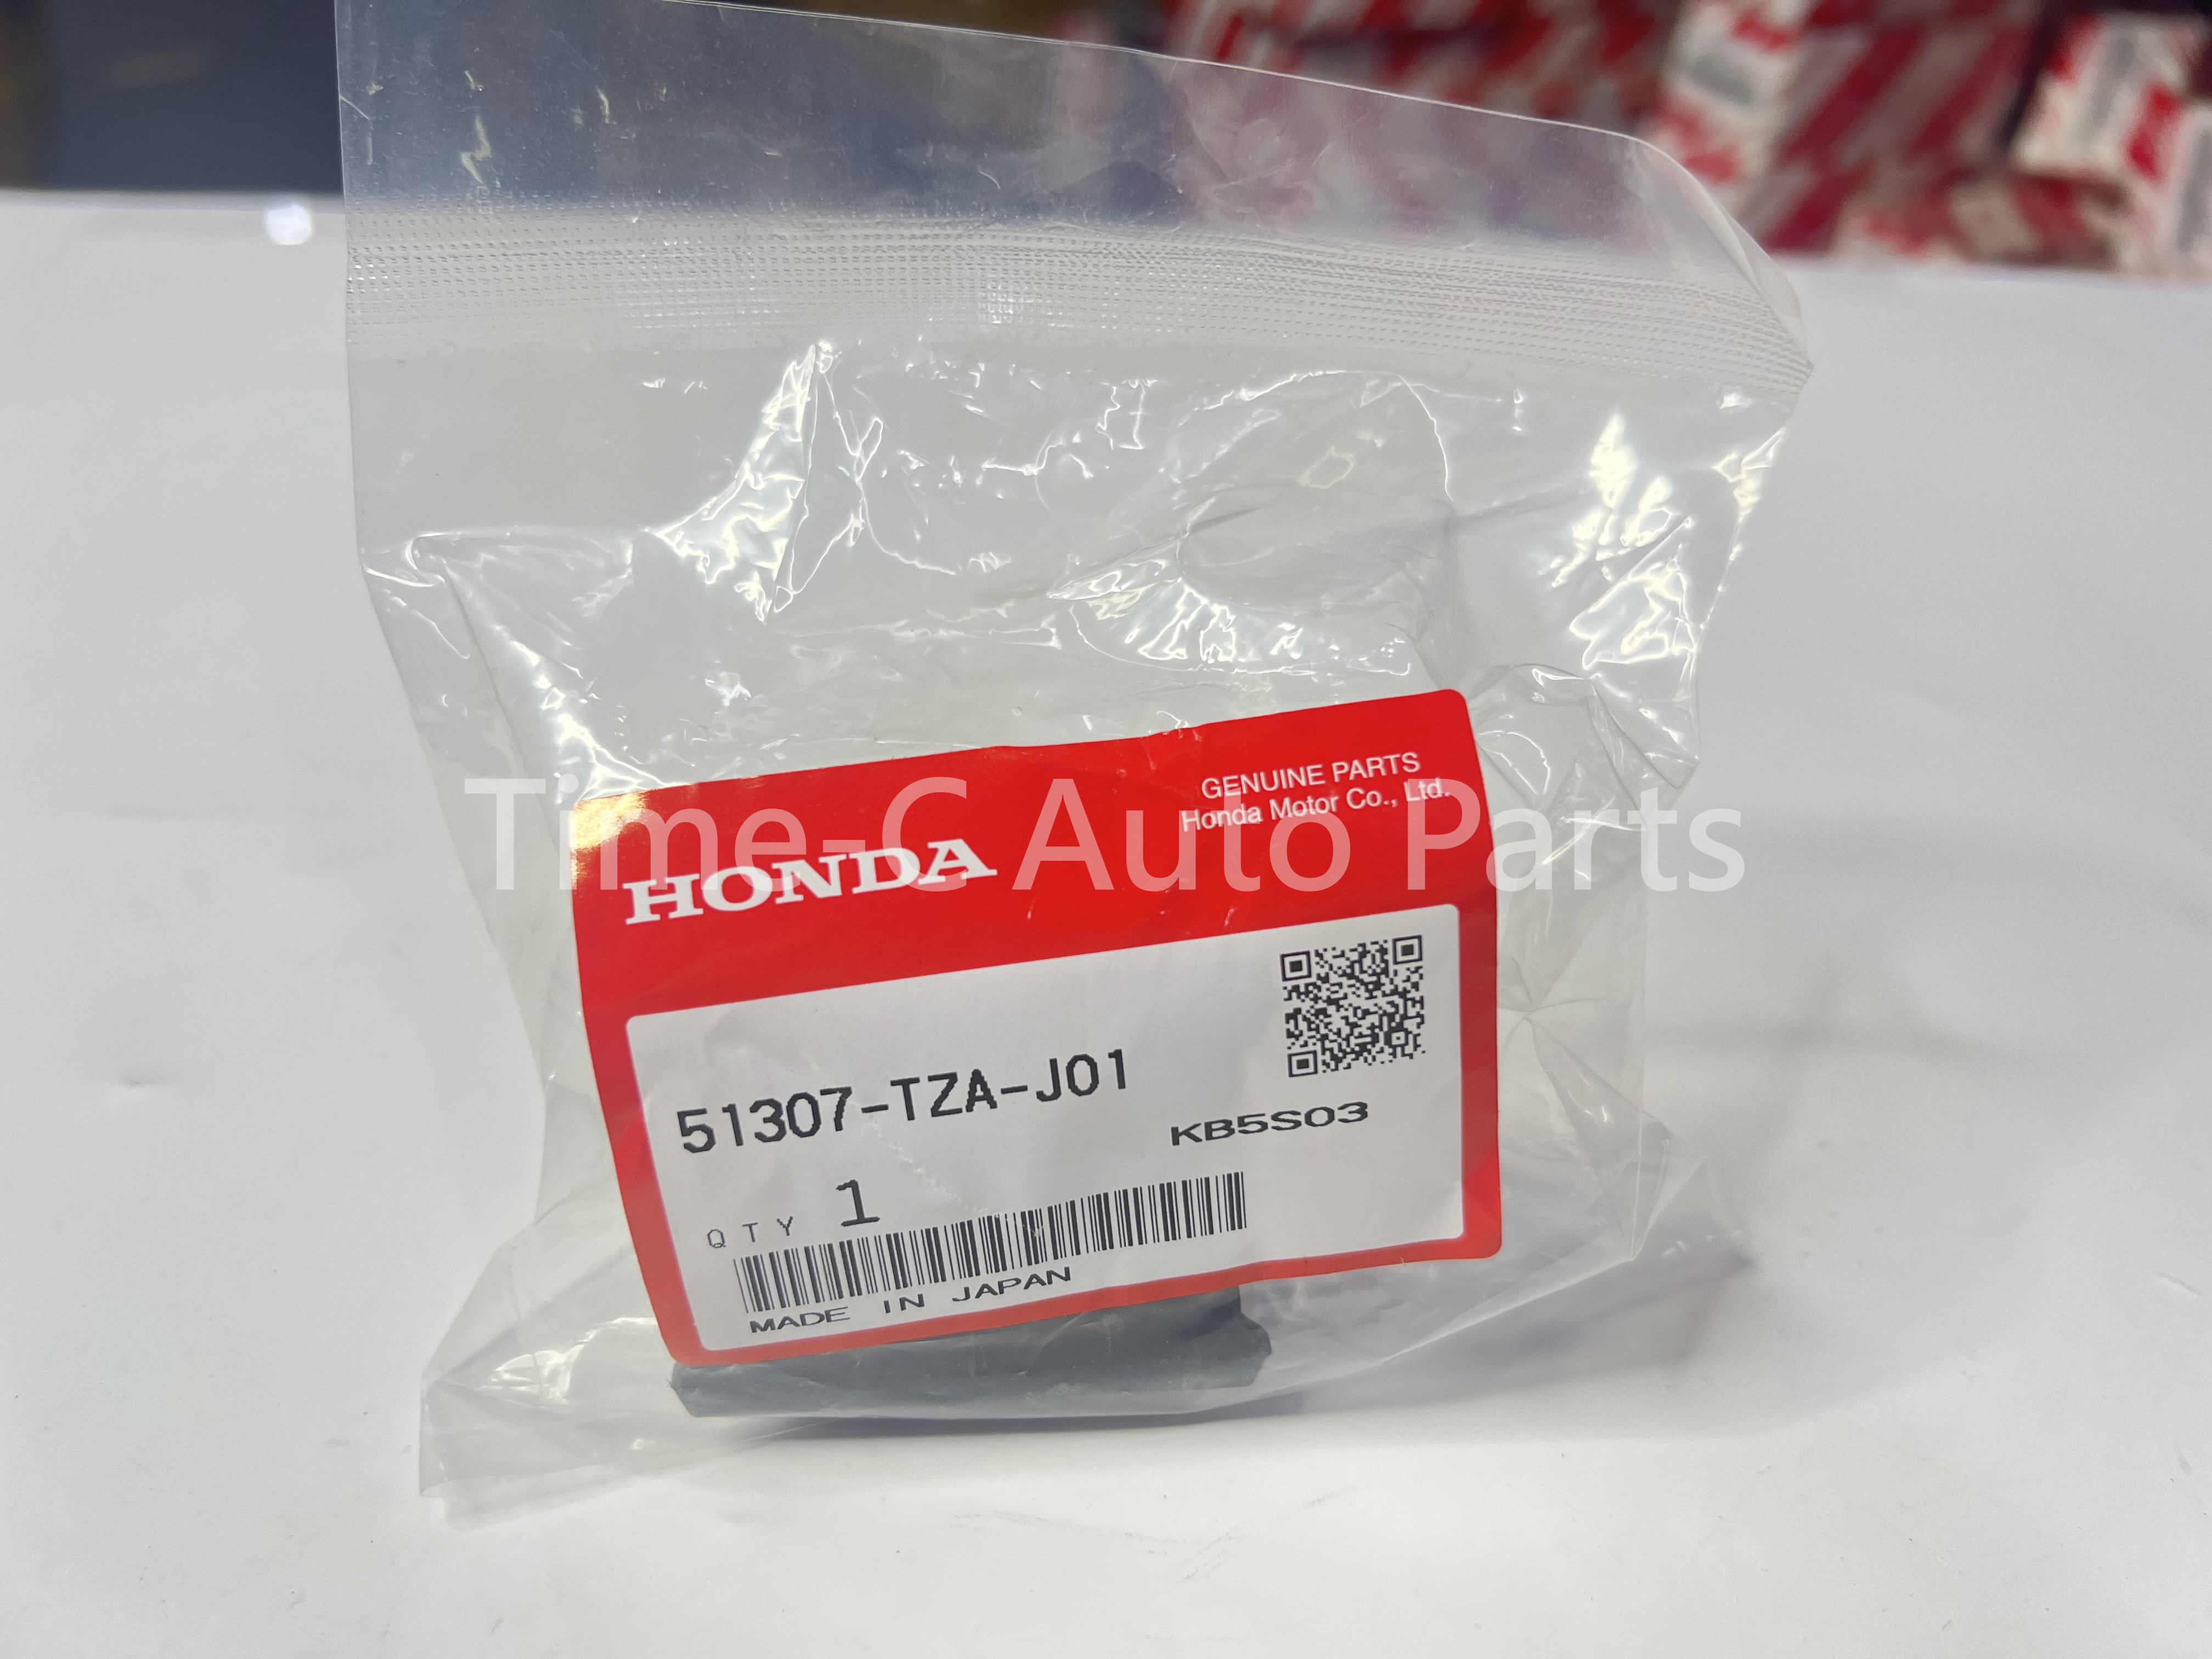 GENUINE PARTS
Honda Motor Co., Ltd.
Time-C Auto Parts
HONDA
51307-TZA-J01
KB5S03
QTY 1
MADE IN JAPAN